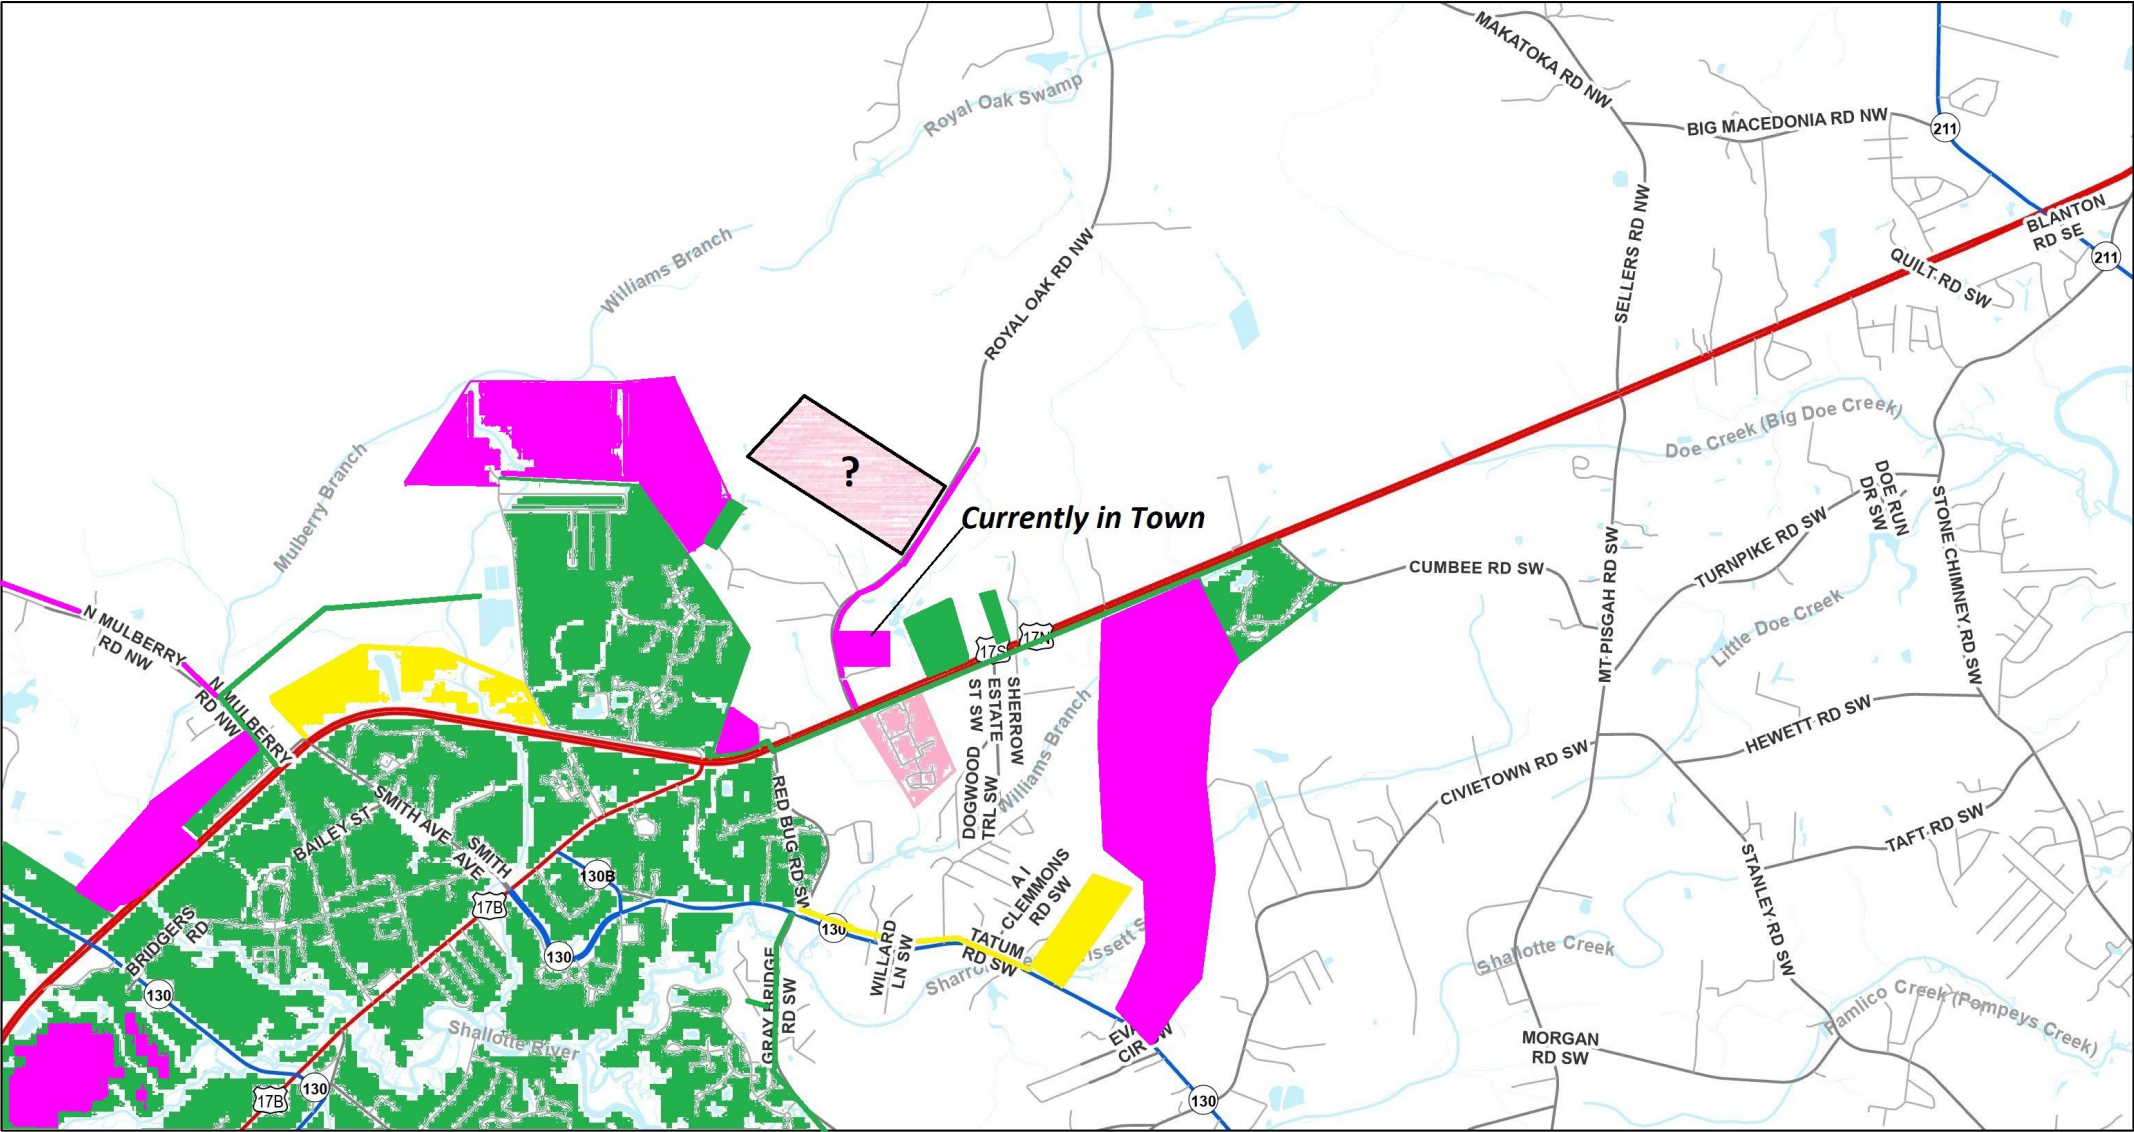 MAKATOKA RD NW
BIG MACEDONIA RD NW
211
Royal Oak Swamp
BLANTON
RD SE
211
QUILT RD SW
SELLERS RD NW
Williams Branch
ROYAL OAK RD NW
Doe Creek (Big Doe Creek)
?
Currently in Town
Mulberry Branch
DOE RUN
DR SW
STONE CHIMNEY RD SW
TURNPIKE RD SW
CUMBEE RD SW
MT PISGAH RD SW
Little Doe Creek
N MULBERRY
RD NW
N MULBERRY
RD NW
17S
17N
DOGWOOD
ST SW
ESTATE
TRL SW
SHERROW
Williams Branch
HEWETT RD SW
CIVIETOWN RD SW
TAFT RD SW
STANLEY RD SW
BAILEY ST
SMITH AVE
SMITH
AVE
RED BUG RD SW
130B
17B
A I
CLEMMONS
RD SW
130
WILLARD
LN SW
TATUM
RD SW
BRIDGERS
RD
130
130
Shallotte Creek
GRAY BRIDGE
RD SW
Shallotte River
Pamlico Creek (Pompeys Creek)
MORGAN
RD SW
CIR SW
17B
130
130